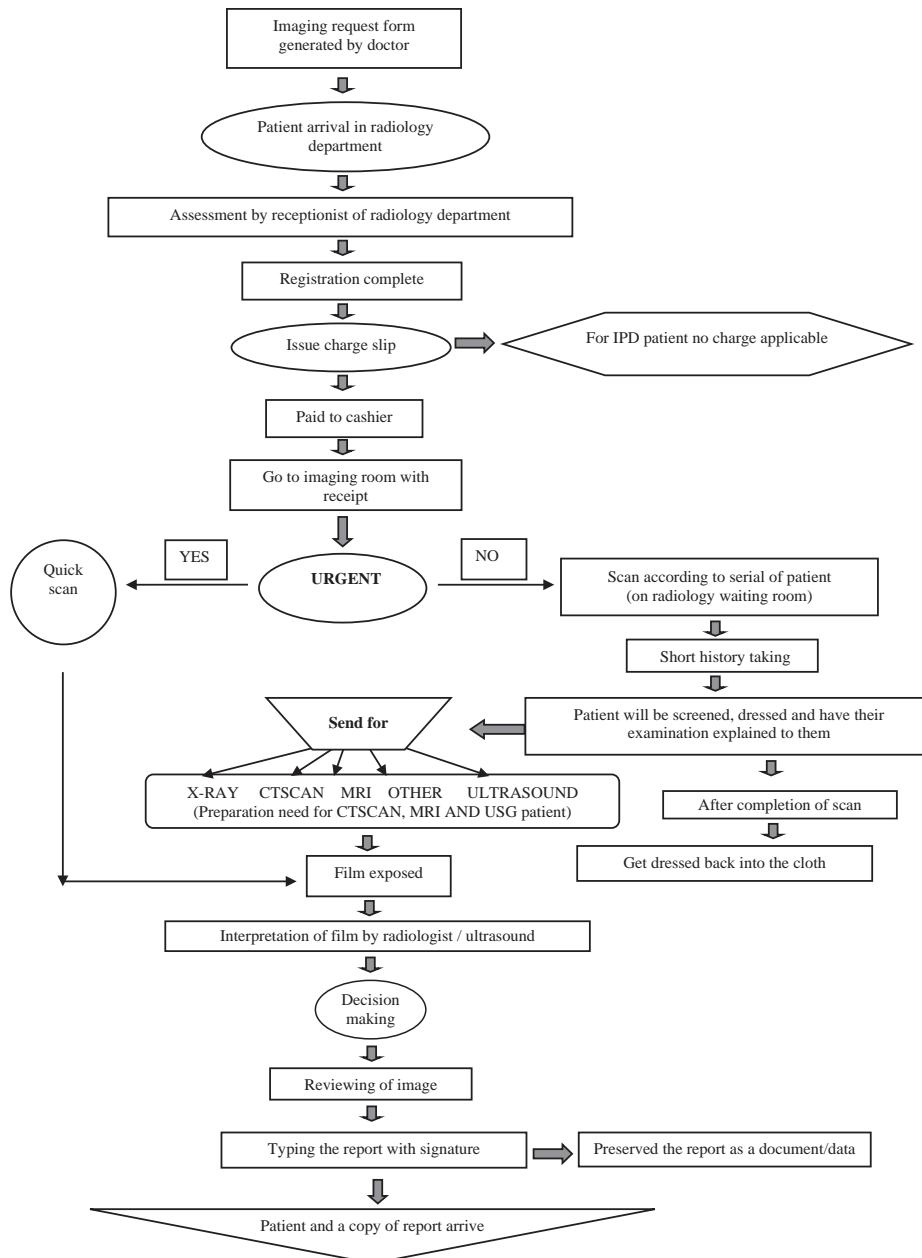 Imaging request form
generated by doctor
Patient arrival in radiology
department
Assessment by receptionist of radiology department
Registration complete
Issue charge slip
For IPD patient no charge applicable
Paid to cashier
Go to imaging room with
receipt
YES
NO
Quick
scan
URGENT
Scan according to serial of patient
(on radiology waiting room)
Short history taking
Send for
Patient will be screened, dressed and have their
examination explained to them
X-RAY CTSCAN MRI OTHER ULTRASOUND
(Preparation need for CTSCAN, MRI AND USG patient)
After completion of scan
Get dressed back into the cloth
Film exposed
Interpretation of film by radiologist / ultrasound
Decision
making
Reviewing of image
Typing the report with signature
Preserved the report as a document/data
Patient and a copy of report arrive